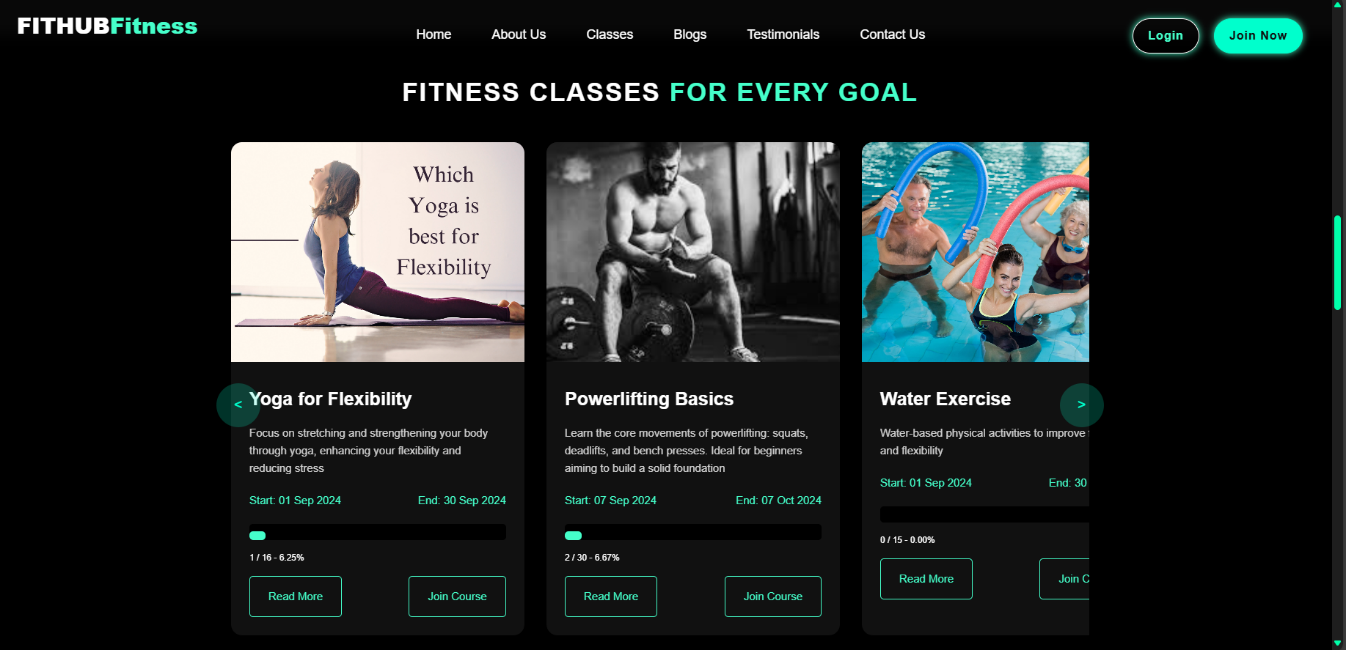 FITHUBFitness
Home About Us Classes Blogs Testimonials Contact Us
Login Join Now
FITNESS CLASSES FOR EVERY GOAL
Which
Yoga is
best for
Flexibility
< Yoga for Flexibility
Focus on stretching and strengthening your body
through yoga, enhancing your flexibility and
reducing stress
Start: 01 Sep 2024 End: 30 Sep 2024
1 / 16 - 6.25%
Read More Join Course
Powerlifting Basics
Learn the core movements of powerlifting: squats,
deadlifts, and bench presses. Ideal for beginners
aiming to build a solid foundation
Start: 07 Sep 2024 End: 07 Oct 2024
2 / 30 - 6.67%
Read More Join Course
Water Exercise >
Water-based physical activities to improve
and flexibility
Start: 01 Sep 2024 End: 30
0 / 15 - 0.00%
Read More Join C